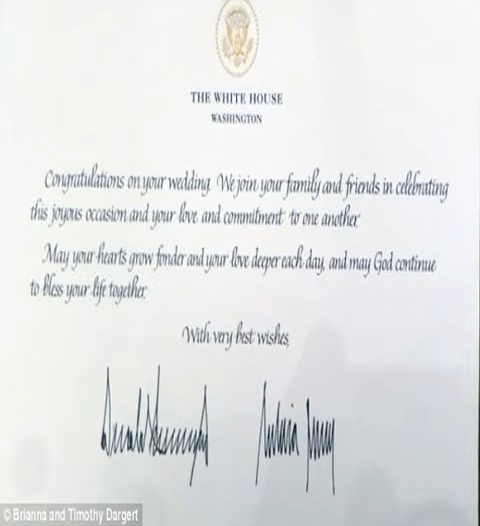 THE WHITE HOUSE
WASHINGTON
Congratulations on your wedding. We join your family and friends in celebrating
this joyous occasion and your love and commitment to one another.
May your hearts grow fonder and your love deeper each day, and may God continue
to bless your life together.
With very best wishes,
© Brianna and Timothy Dargert